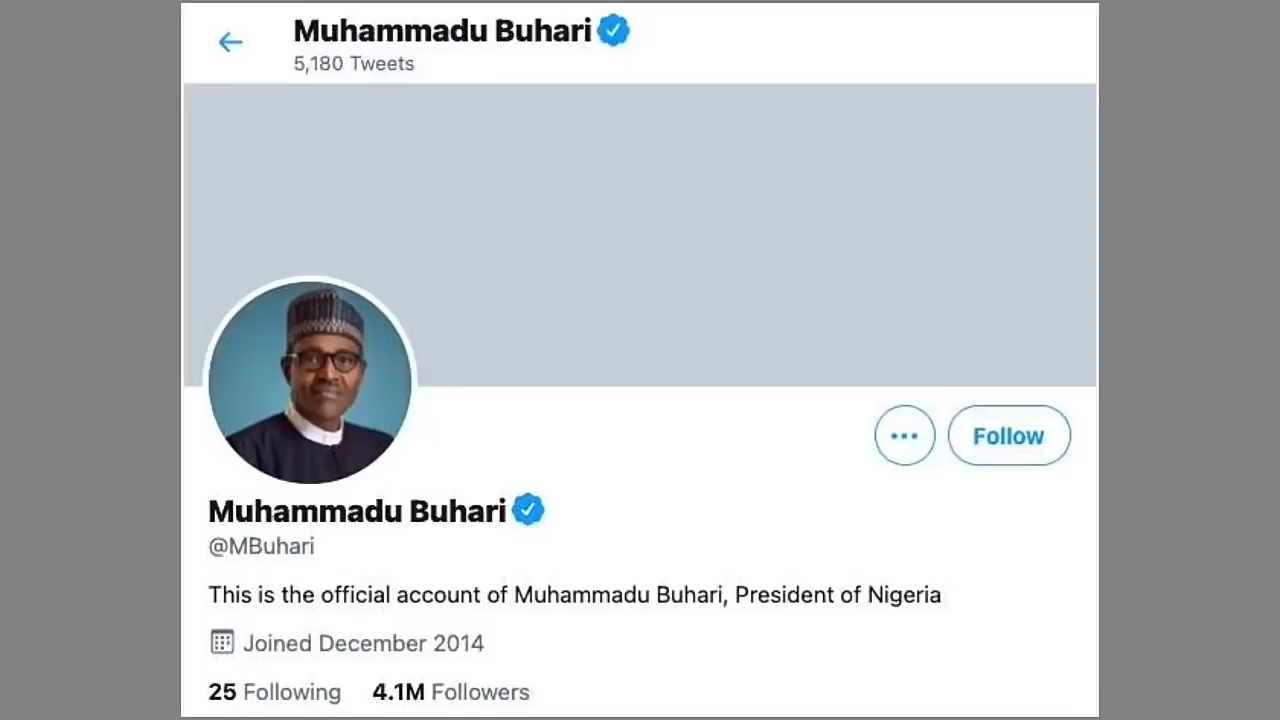 Muhammadu Buhari
5,180 Tweets
Follow
Muhammadu Buhari
@MBuhari
This is the official account of Muhammadu Buhari, President of Nigeria
Joined December 2014
25 Following 4.1M Followers